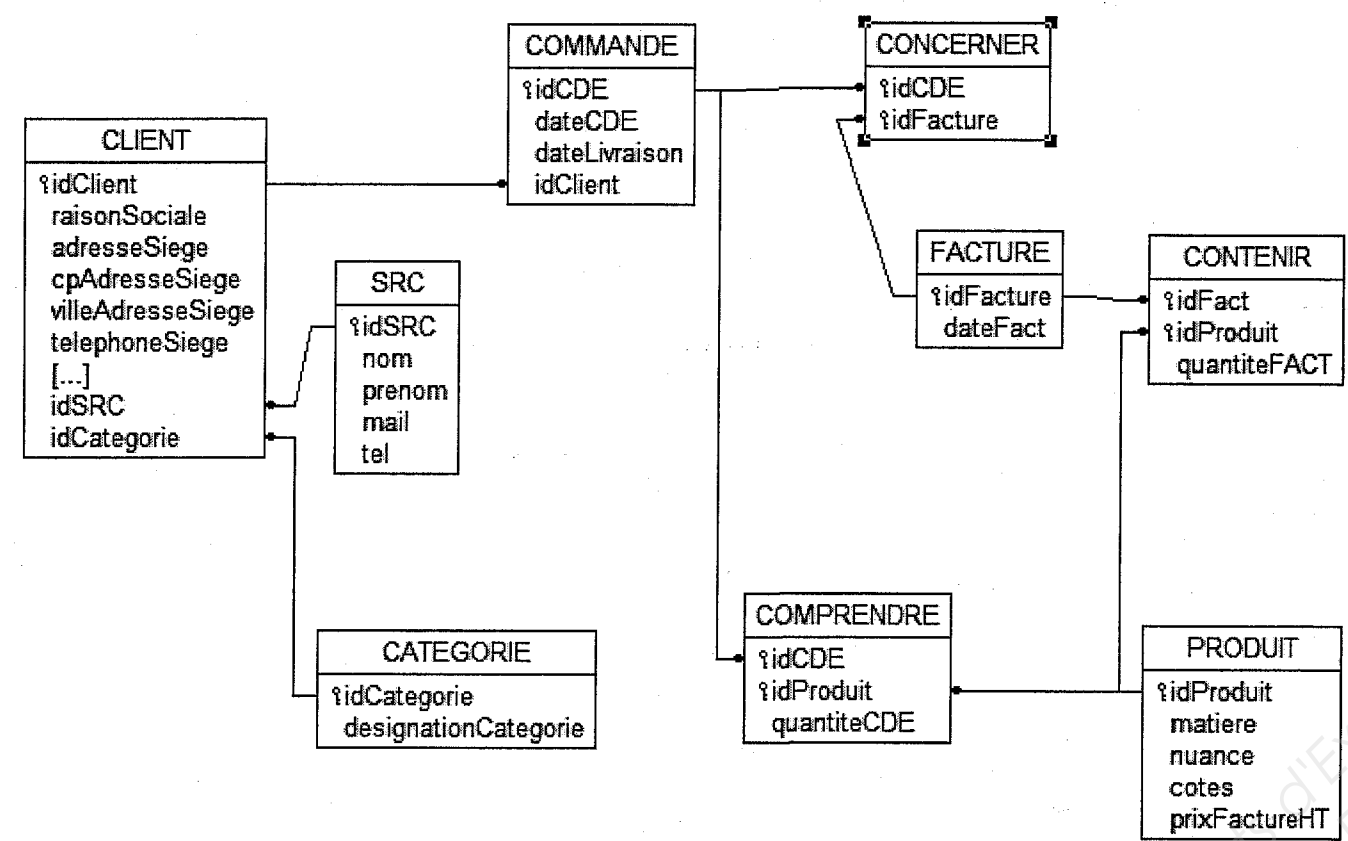 COMMANDE
idCDE
dateCDE
dateLivraison
idClient
CONCERNER
idCDE
idFacture
CLIENT
idClient
raisonSociale
adresseSiege
cpAdresseSiege
villeAdresseSiege
telephoneSiege
[...]
idSRC
idCategorie
SRC
idSRC
nom
prenom
mail
tel
FACTURE
idFacture
dateFact
CONTENIR
idFact
idProduit
quantiteFACT
CATEGORIE
idCategorie
designationCategorie
COMPRENDRE
idCDE
idProduit
quantiteCDE
PRODUIT
idProduit
matiere
nuance
cotes
prixFactureHT